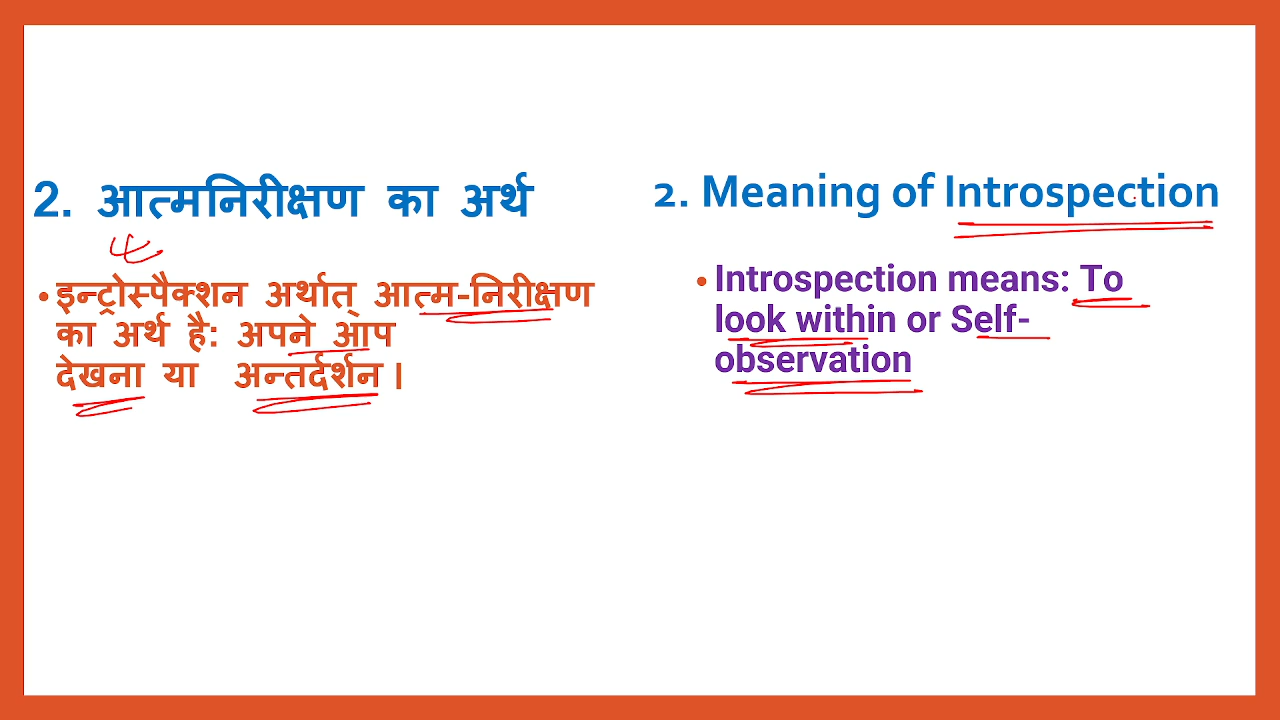 2. आत्मनिरीक्षण का अर्थ
• इन्ट्रोस्पैक्शन अर्थात् आत्म-निरीक्षण
का अर्थ है: अपने आप
देखना या अन्तर्दर्शन।
2. Meaning of Introspection
• Introspection means: To
look within or Self-
observation